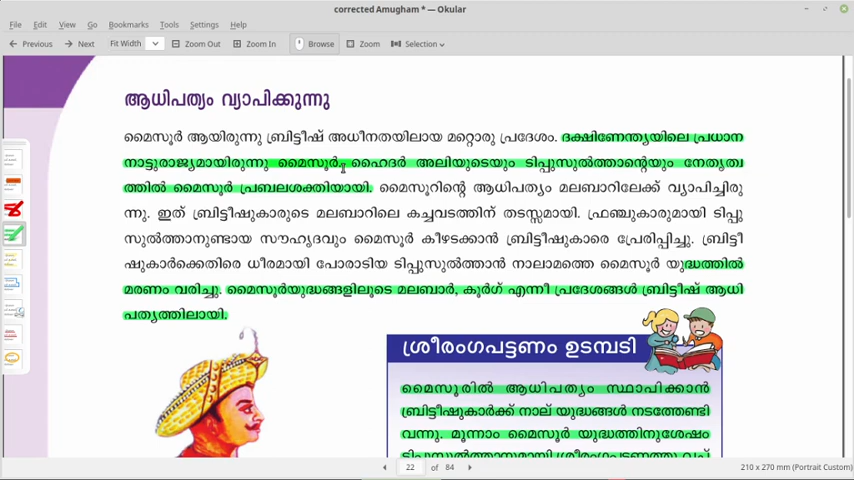 corrected Amugham * — Okular
File Edit View Go Bookmarks Tools Settings Help
Previous Next Fit Width Zoom Out Zoom In Browse Zoom Selection
ആധിപത്യം വ്യാപിക്കുന്നു
മൈസൂർ ആയിരുന്നു ബ്രിട്ടീഷ് അധീനതയിലായ മറ്റൊരു പ്രദേശം. ദക്ഷിണേന്ത്യയിലെ പ്രധാന
നാട്ടുരാജ്യമായിരുന്നു മൈസൂർ. ഹൈദർ അലിയുടെയും ടിപ്പുസുൽത്താന്റെയും നേതൃത്വ
ത്തിൽ മൈസൂർ പ്രബലശക്തിയായി. മൈസൂറിന്റെ ആധിപത്യം മലബാറിലേക്ക് വ്യാപിച്ചിരു
ന്നു. ഇത് ബ്രിട്ടീഷുകാരുടെ മലബാറിലെ കച്ചവടത്തിന് തടസ്സമായി. ഫ്രഞ്ചുകാരുമായി ടിപ്പു
സുൽത്താനുണ്ടായ സൗഹൃദവും മൈസൂർ കീഴടക്കാൻ ബ്രിട്ടീഷുകാരെ പ്രേരിപ്പിച്ചു. ബ്രിട്ടീ
ഷുകാർക്കെതിരെ ധീരമായി പോരാടിയ ടിപ്പുസുൽത്താൻ നാലാമത്തെ മൈസൂർ യുദ്ധത്തിൽ
മരണം വരിച്ചു. മൈസൂർയുദ്ധങ്ങളിലൂടെ മലബാർ, കൂർഗ് എന്നീ പ്രദേശങ്ങൾ ബ്രിട്ടീഷ് ആധി
പത്യത്തിലായി.
ശ്രീരംഗപട്ടണം ഉടമ്പടി
മൈസൂരിൽ ആധിപത്യം സ്ഥാപിക്കാൻ
ബ്രിട്ടീഷുകാർക്ക് നാല് യുദ്ധങ്ങൾ നടത്തേണ്ടി
വന്നു. മൂന്നാം മൈസൂർ യുദ്ധത്തിനുശേഷം
ടിപ്പുസുൽത്താനുമായി ശ്രീരംഗപട്ടണത്തു വച്ച്
22 of 84
210 x 270 mm (Portrait Custom)